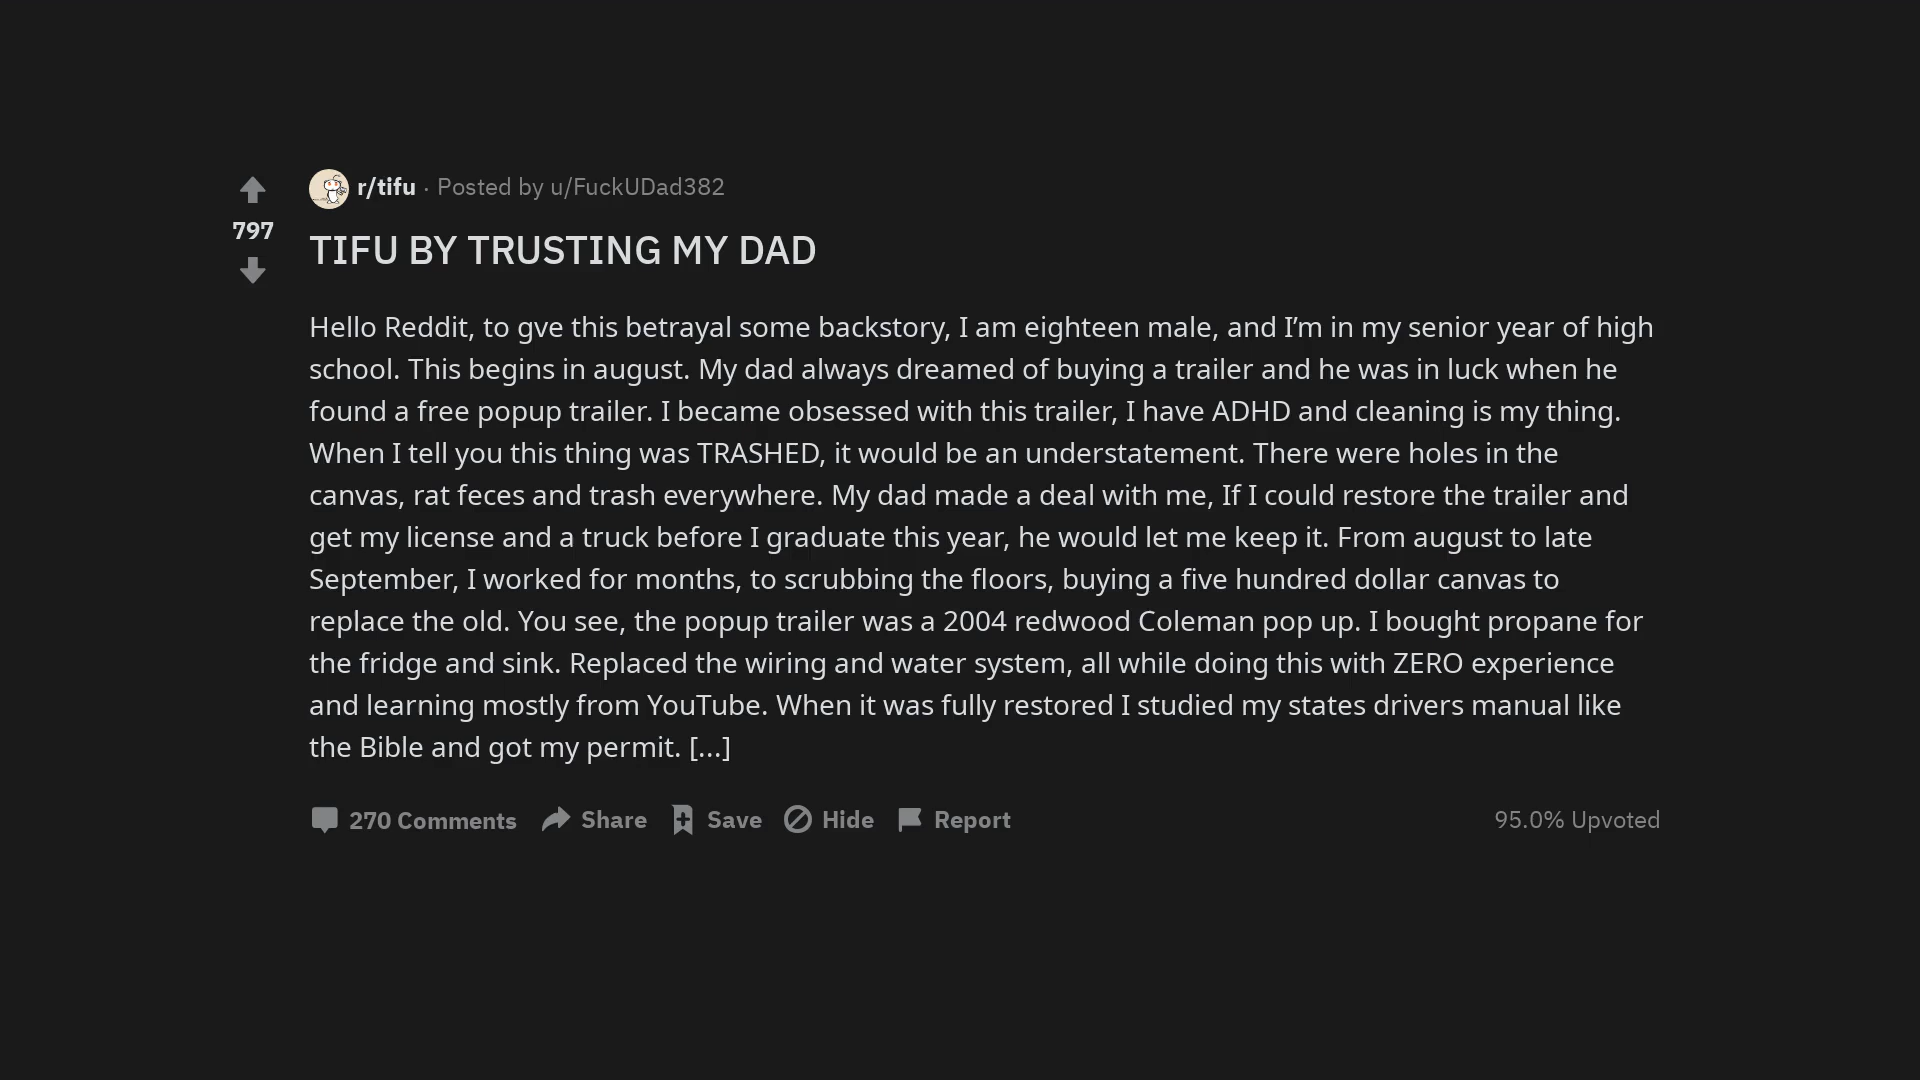 r/tifu · Posted by u/FuckUDad382
797
TIFU BY TRUSTING MY DAD
Hello Reddit, to gve this betrayal some backstory, I am eighteen male, and I’m in my senior year of high
school. This begins in august. My dad always dreamed of buying a trailer and he was in luck when he
found a free popup trailer. I became obsessed with this trailer, I have ADHD and cleaning is my thing.
When I tell you this thing was TRASHED, it would be an understatement. There were holes in the
canvas, rat feces and trash everywhere. My dad made a deal with me, If I could restore the trailer and
get my license and a truck before I graduate this year, he would let me keep it. From august to late
September, I worked for months, to scrubbing the floors, buying a five hundred dollar canvas to
replace the old. You see, the popup trailer was a 2004 redwood Coleman pop up. I bought propane for
the fridge and sink. Replaced the wiring and water system, all while doing this with ZERO experience
and learning mostly from YouTube. When it was fully restored I studied my states drivers manual like
the Bible and got my permit. [...]
270 Comments Share Save Hide Report 95.0% Upvoted